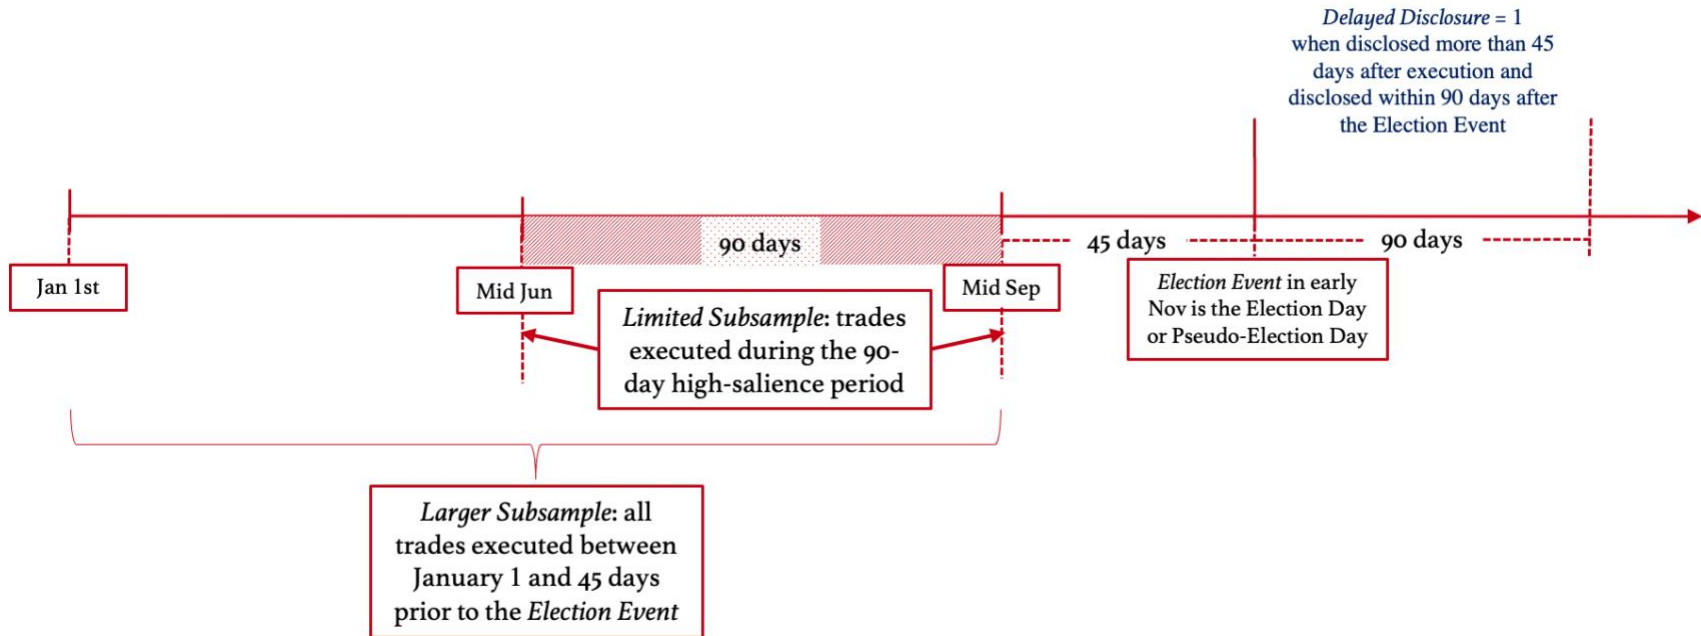 Delayed Disclosure = 1
when disclosed more than 45
days after execution and
disclosed within 90 days after
the Election Event
90 days
45 days
90 days
Jan 1st
Mid Jun
Mid Sep
Election Event in early
Nov is the Election Day
or Pseudo-Election Day
Limited Subsample: trades
executed during the 90-
day high-salience period
Larger Subsample: all
trades executed between
January 1 and 45 days
prior to the Election Event